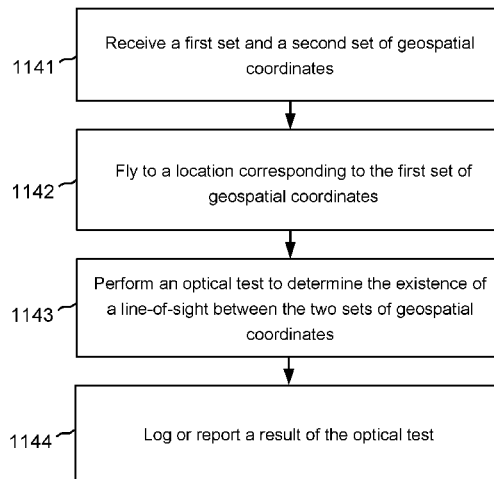 1141
Receive a first set and a second set of geospatial
coordinates
1142
Fly to a location corresponding to the first set of
geospatial coordinates
1143
Perform an optical test to determine the existence of
a line-of-sight between the two sets of geospatial
coordinates
1144
Log or report a result of the optical test